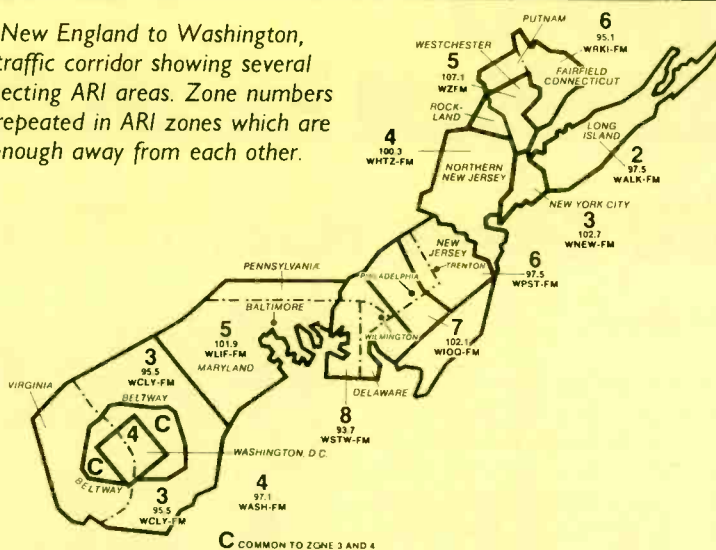 New England to Washington,
traffic corridor showing several
ecting ARI areas. Zone numbers
repeated in ARI zones which are
enough away from each other.
PUTNAM
6
95.1
WRKI-FM
WESTCHESTER
5
107.1
WZFM
FAIRFIELD
CONNECTICUT
ROCK-
LAND
4
100.3
WHTZ-FM
LONG
ISLAND
2
97.5
WALK-FM
NORTHERN
NEW JERSEY
NEW YORK CITY
3
102.7
WNEW-FM
NEW
JERSEY
TRENTON
6
97.5
WPST-FM
PENNSYLVANIA
PHILADELPHIA
BALTIMORE
WILMINGTON
7
102.1
WIOQ-FM
5
101.9
WLIF-FM
MARYLAND
3
95.5
WCLY-FM
VIRGINIA
DELAWARE
BELTWAY
8
93.7
WSTW-FM
C
4
C
WASHINGTON, D.C.
BELTWAY
3
95.5
WCLY-FM
4
97.1
WASH-FM
C COMMON TO ZONE 3 AND 4